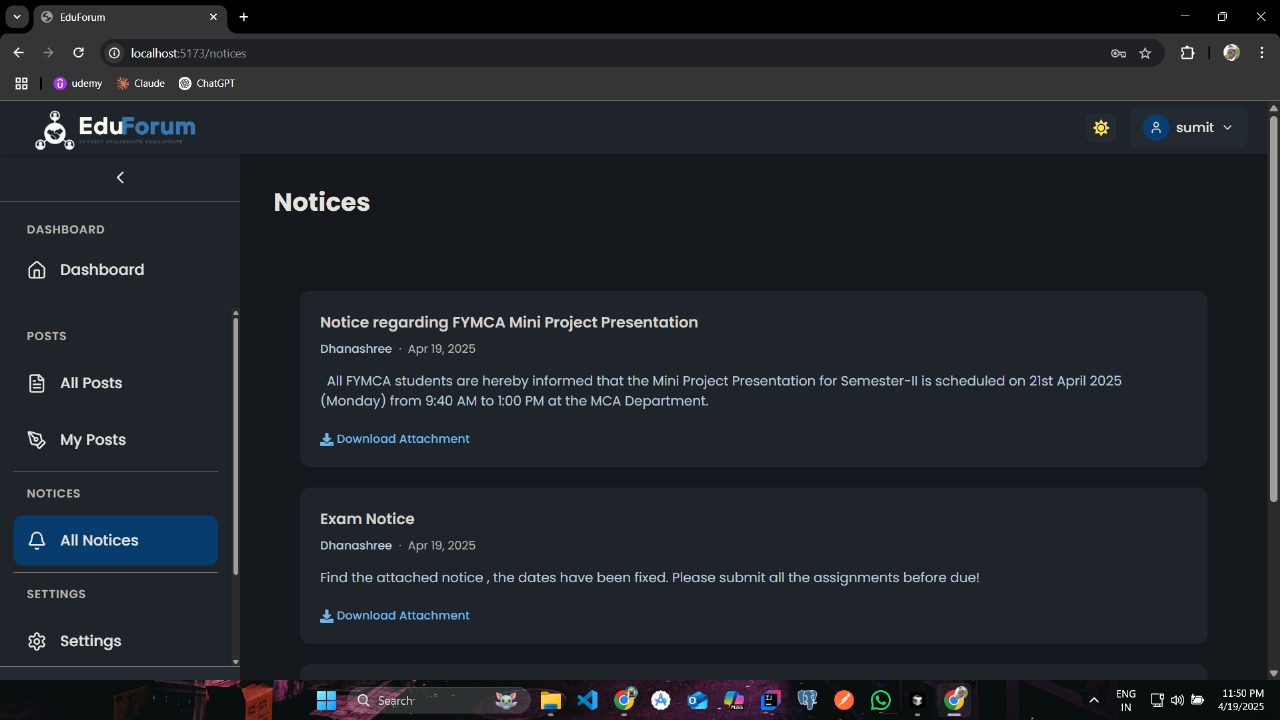 EduForum
localhost:5173/notices
udemy
Claude
ChatGPT
EduForum
CONNECT. COLLABORATE. COMMUNICATE
sumit
Notices
DASHBOARD
Dashboard
POSTS
All Posts
My Posts
NOTICES
All Notices
SETTINGS
Settings
Notice regarding FYMCA Mini Project Presentation
Dhanashree · Apr 19, 2025
All FYMCA students are hereby informed that the Mini Project Presentation for Semester-II is scheduled on 21st April 2025
(Monday) from 9:40 AM to 1:00 PM at the MCA Department.
Download Attachment
Exam Notice
Dhanashree · Apr 19, 2025
Find the attached notice , the dates have been fixed. Please submit all the assignments before due!
Download Attachment
Search
ENG
IN
11:50 PM
4/19/2025